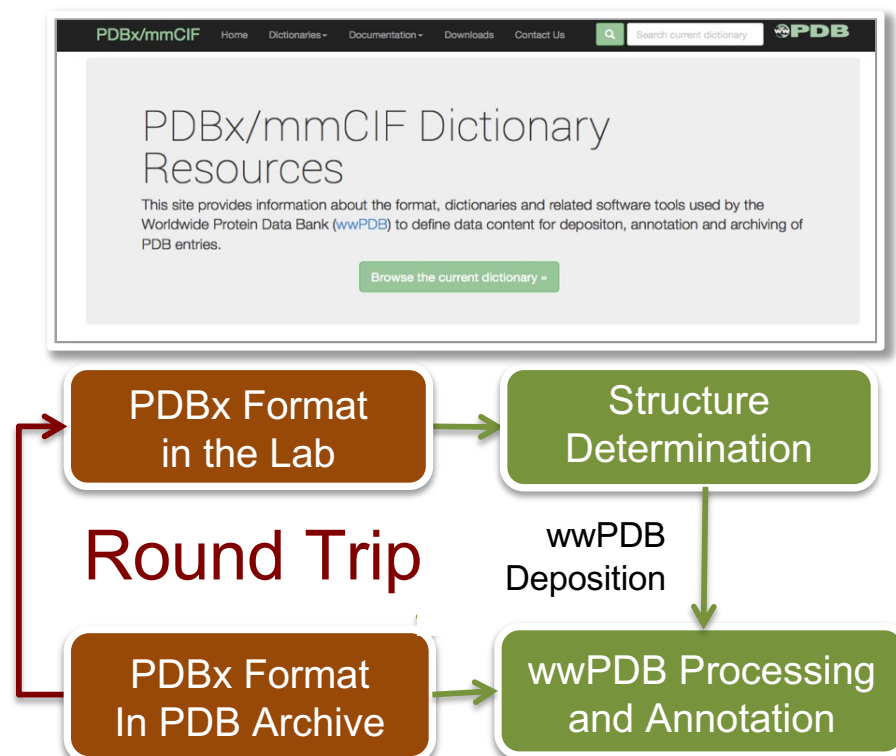 PDBx/mmCIF Home Dictionaries Documentation Downloads Contact Us Search current dictionary PDB
PDBx/mmCIF Dictionary
Resources
This site provides information about the format, dictionaries and related software tools used by the
Worldwide Protein Data Bank (wwPDB) to define data content for depositon, annotation and archiving of
PDB entries.
Browse the current dictionary »
PDBx Format
in the Lab
Structure
Determination
Round Trip
wwPDB
Deposition
PDBx Format
In PDB Archive
wwPDB Processing
and Annotation